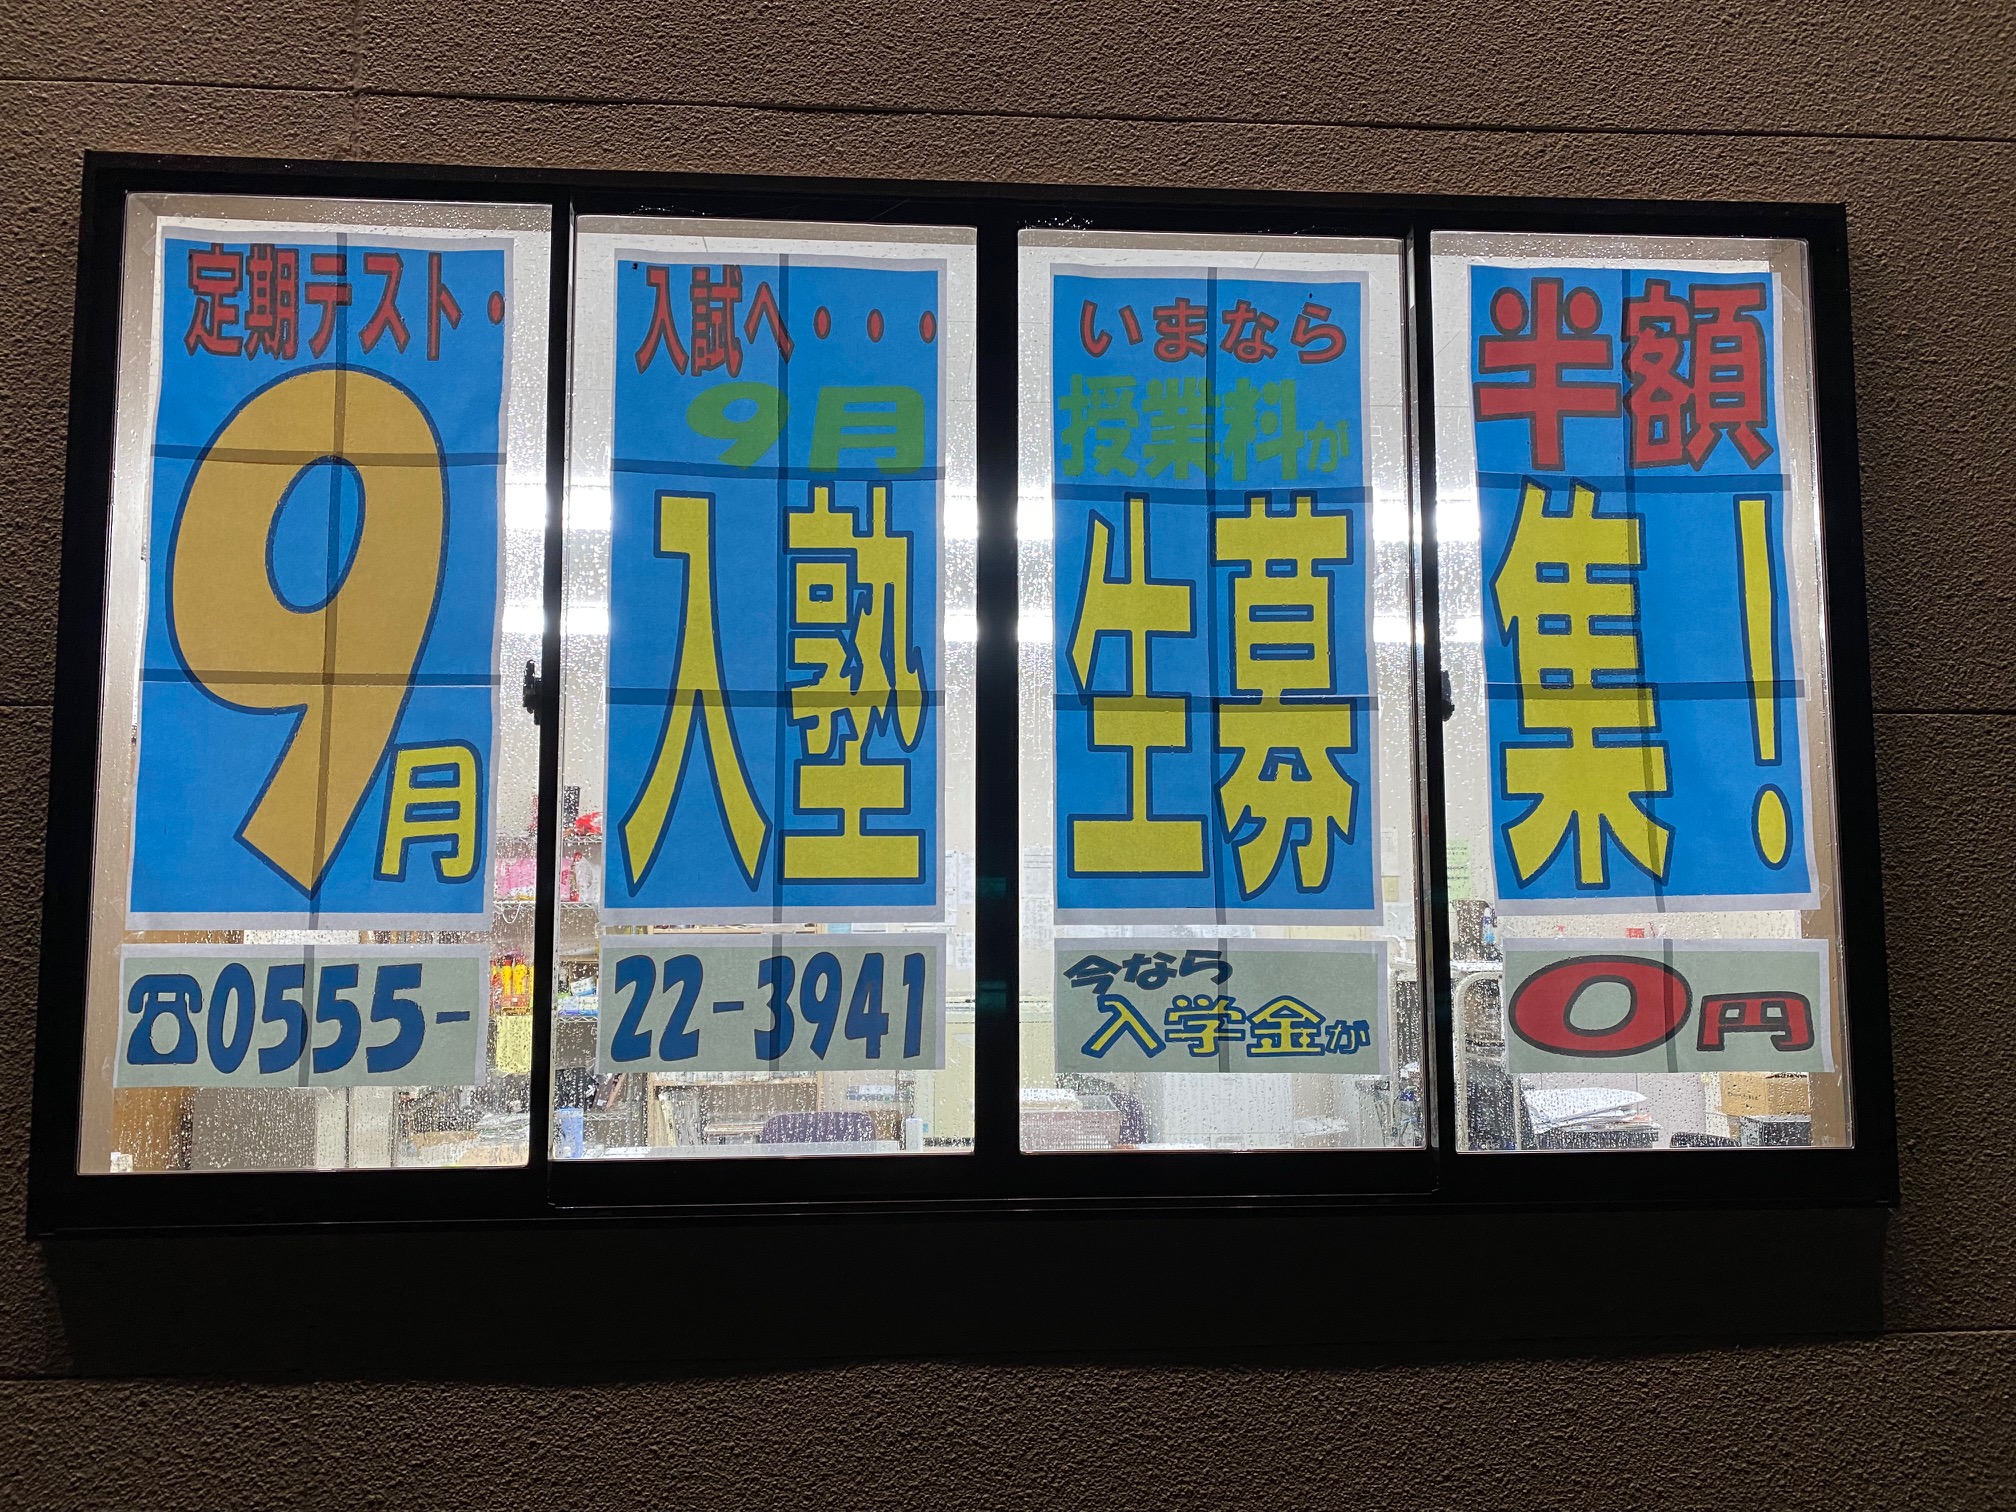 定期テスト・入試へ・・・いまなら半額
9月授業料が
9月入塾生募集！
☎0555-22-3941
今なら
入学金が0円